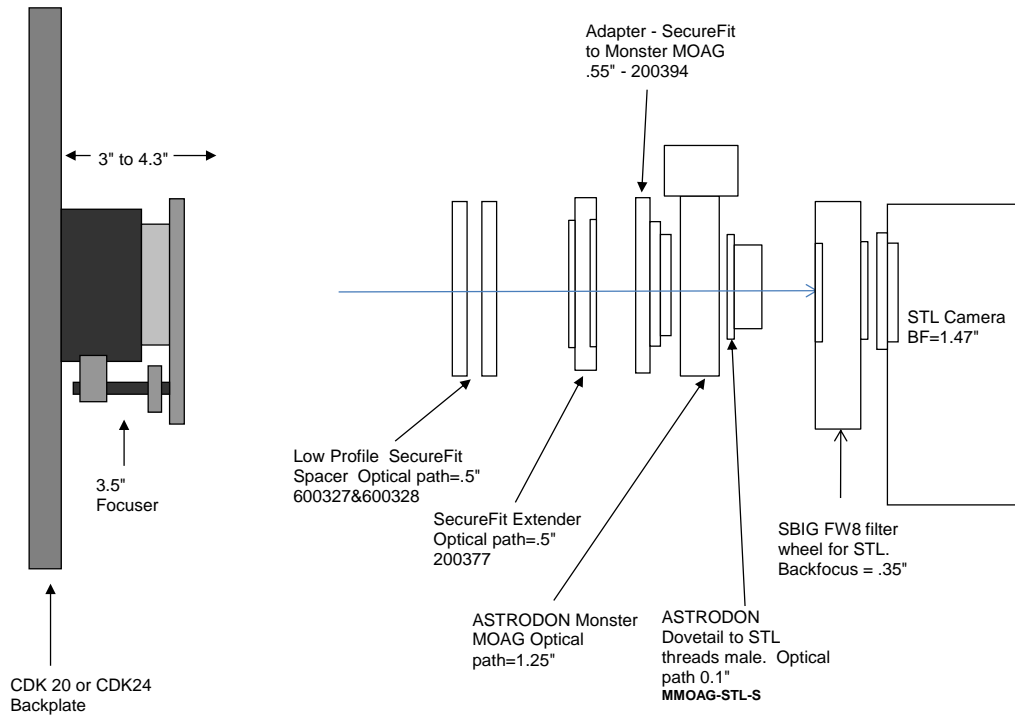 Adapter - SecureFit
to Monster MOAG
.55" - 200394
3" to 4.3"
STL Camera
BF=1.47"
Low Profile  SecureFit
Spacer  Optical path=.5"
600327&600328
3.5"
Focuser
SecureFit Extender
Optical path=.5"
200377
SBIG FW8 filter
wheel for STL.
Backfocus = .35"
ASTRODON Monster
MOAG Optical
path=1.25"
ASTRODON
Dovetail to STL
threads male.  Optical
path 0.1"
MMOAG-STL-S
CDK 20 or CDK24
Backplate